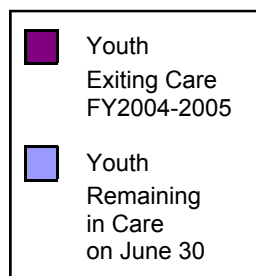 Youth
Exiting Care
FY2004-2005
Youth
Remaining
in Care
on June 30